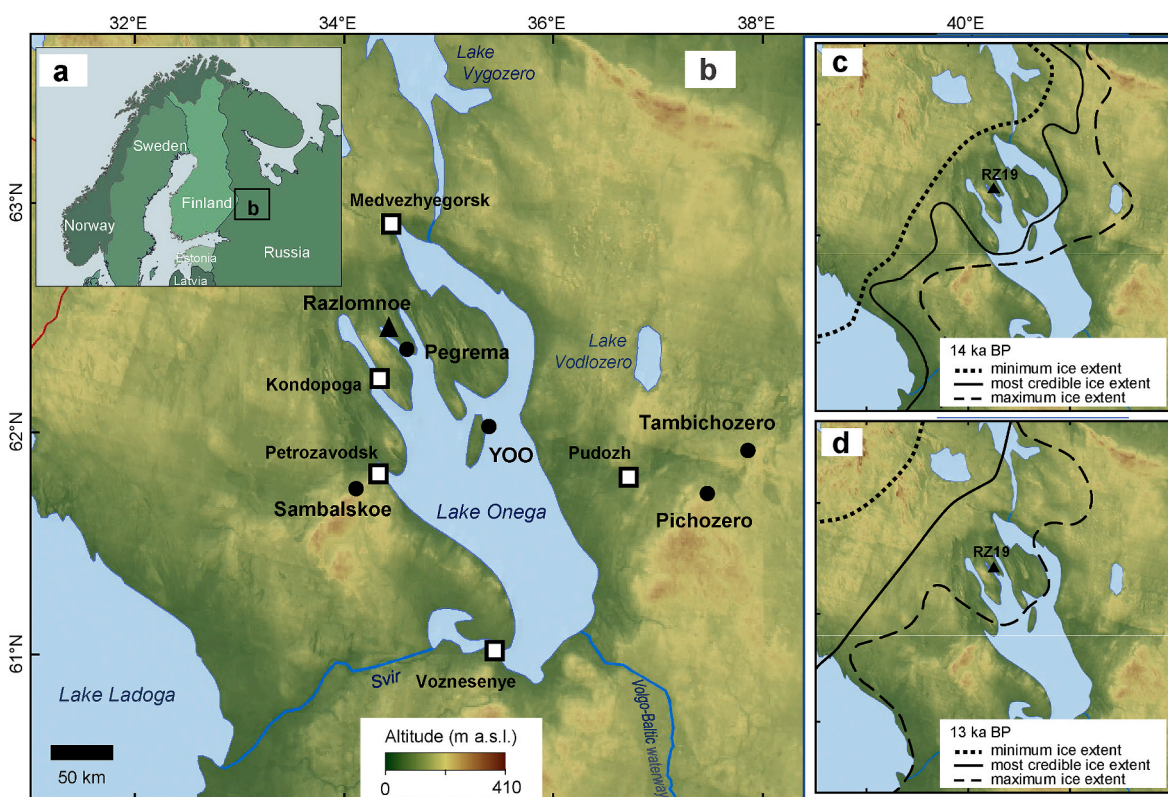 32°E
34°E
36°E
38°E
40°E
63°N
62°N
61°N
a
Sweden
Finland
Norway
Estonia
Latvia
Russia
b
b
Lake
Vygozero
Medvezhyegorsk
Razlomnoe
Pegrema
Kondopoga
Lake
Vodlozero
Tambichozero
YOO
Pudozh
Petrozavodsk
Sambalskoe
Lake Onega
Pichozero
Voznesenye
Svir
Volgo-Baltic waterway
Lake Ladoga
50 km
Altitude (m a.s.l.)
0
410
c
RZ19
14 ka BP
minimum ice extent
most credible ice extent
maximum ice extent
d
RZ19
13 ka BP
minimum ice extent
most credible ice extent
maximum ice extent